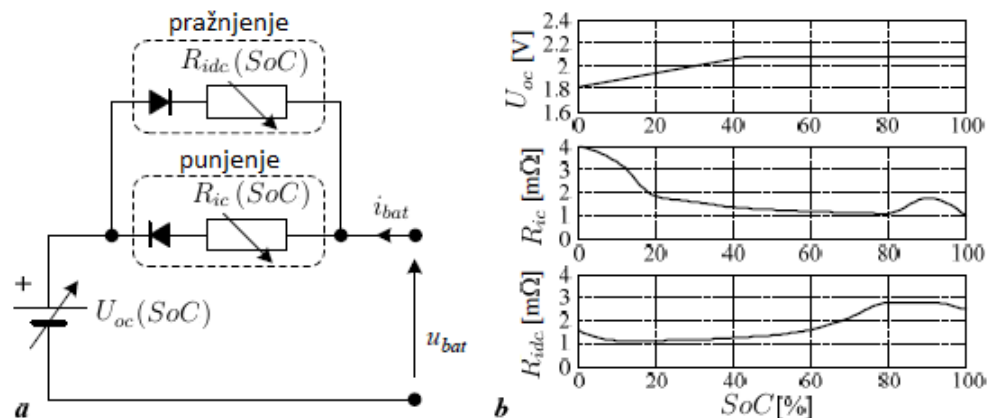 pražnjenje
R_idc(SoC)
punjenje
R_ic(SoC)
i_bat
+
U_oc(SoC)
u_bat
a
U_oc [V]
2.4
2.2
2
1.8
1.6
0 20 40 60 80 100
R_ic [mΩ]
4
3
2
1
0
0 20 40 60 80 100
R_idc [mΩ]
4
3
2
1
0
0 20 40 60 80 100
SoC [%]
b